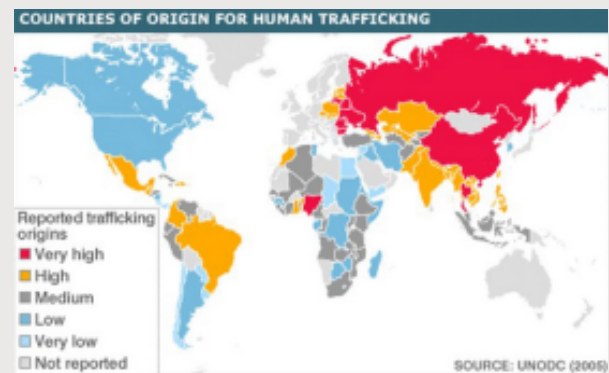 COUNTRIES OF ORIGIN FOR HUMAN TRAFFICKING
Reported trafficking
origins
Very high
High
Medium
Low
Very low
Not reported
SOURCE: UNODC (2005)